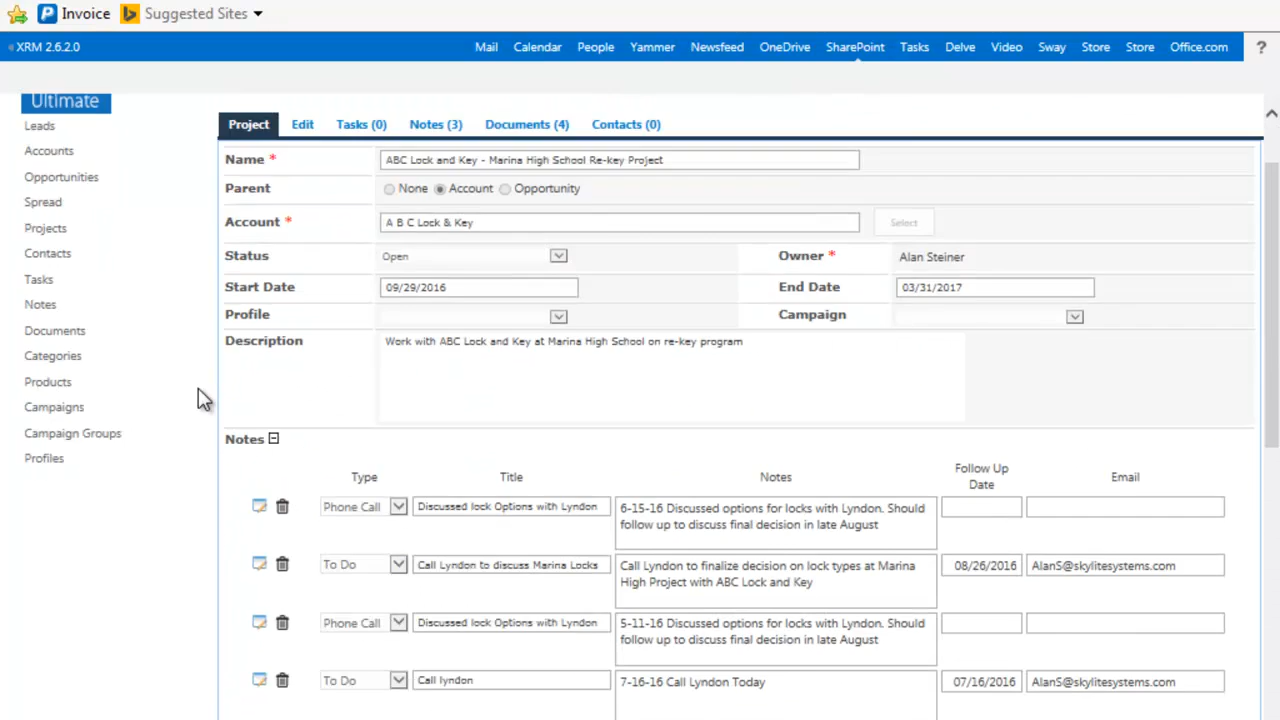 Invoice
Suggested Sites
XRM 2.6.2.0
Mail Calendar People Yammer Newsfeed OneDrive SharePoint Tasks Delve Video Sway Store Store Office.com ?
Ultimate
Leads
Accounts
Opportunities
Spread
Projects
Contacts
Tasks
Notes
Documents
Categories
Products
Campaigns
Campaign Groups
Profiles
Project Edit Tasks (0) Notes (3) Documents (4) Contacts (0)
Name * ABC Lock and Key - Marina High School Re-key Project
Parent None Account Opportunity
Account * A B C Lock & Key Select
Status Open Owner * Alan Steiner
Start Date 09/29/2016 End Date 03/31/2017
Profile Campaign
Description Work with ABC Lock and Key at Marina High School on re-key program
Notes
Type Title Notes Follow Up Date Email
Phone Call Discussed lock Options with Lyndon 6-15-16 Discussed options for locks with Lyndon. Should
follow up to discuss final decision in late August
To Do Call Lyndon to discuss Marina Locks Call Lyndon to finalize decision on lock types at Marina 08/26/2016 AlanS@skylitesystems.com
High Project with ABC Lock and Key
Phone Call Discussed lock Options with Lyndon 5-11-16 Discussed options for locks with Lyndon. Should
follow up to discuss final decision in late August
To Do Call lyndon 7-16-16 Call Lyndon Today 07/16/2016 AlanS@skylitesystems.com